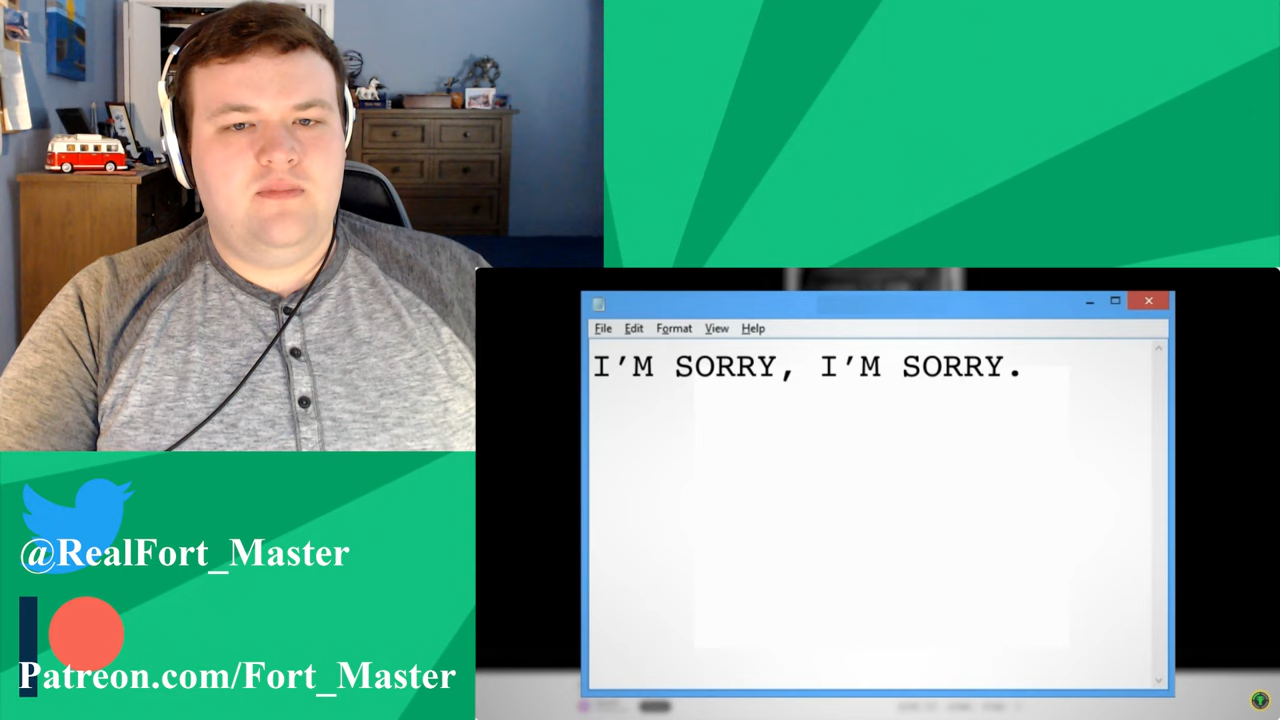 File Edit Format View Help
I’M SORRY, I’M SORRY.
@RealFort_Master
Patreon.com/Fort_Master